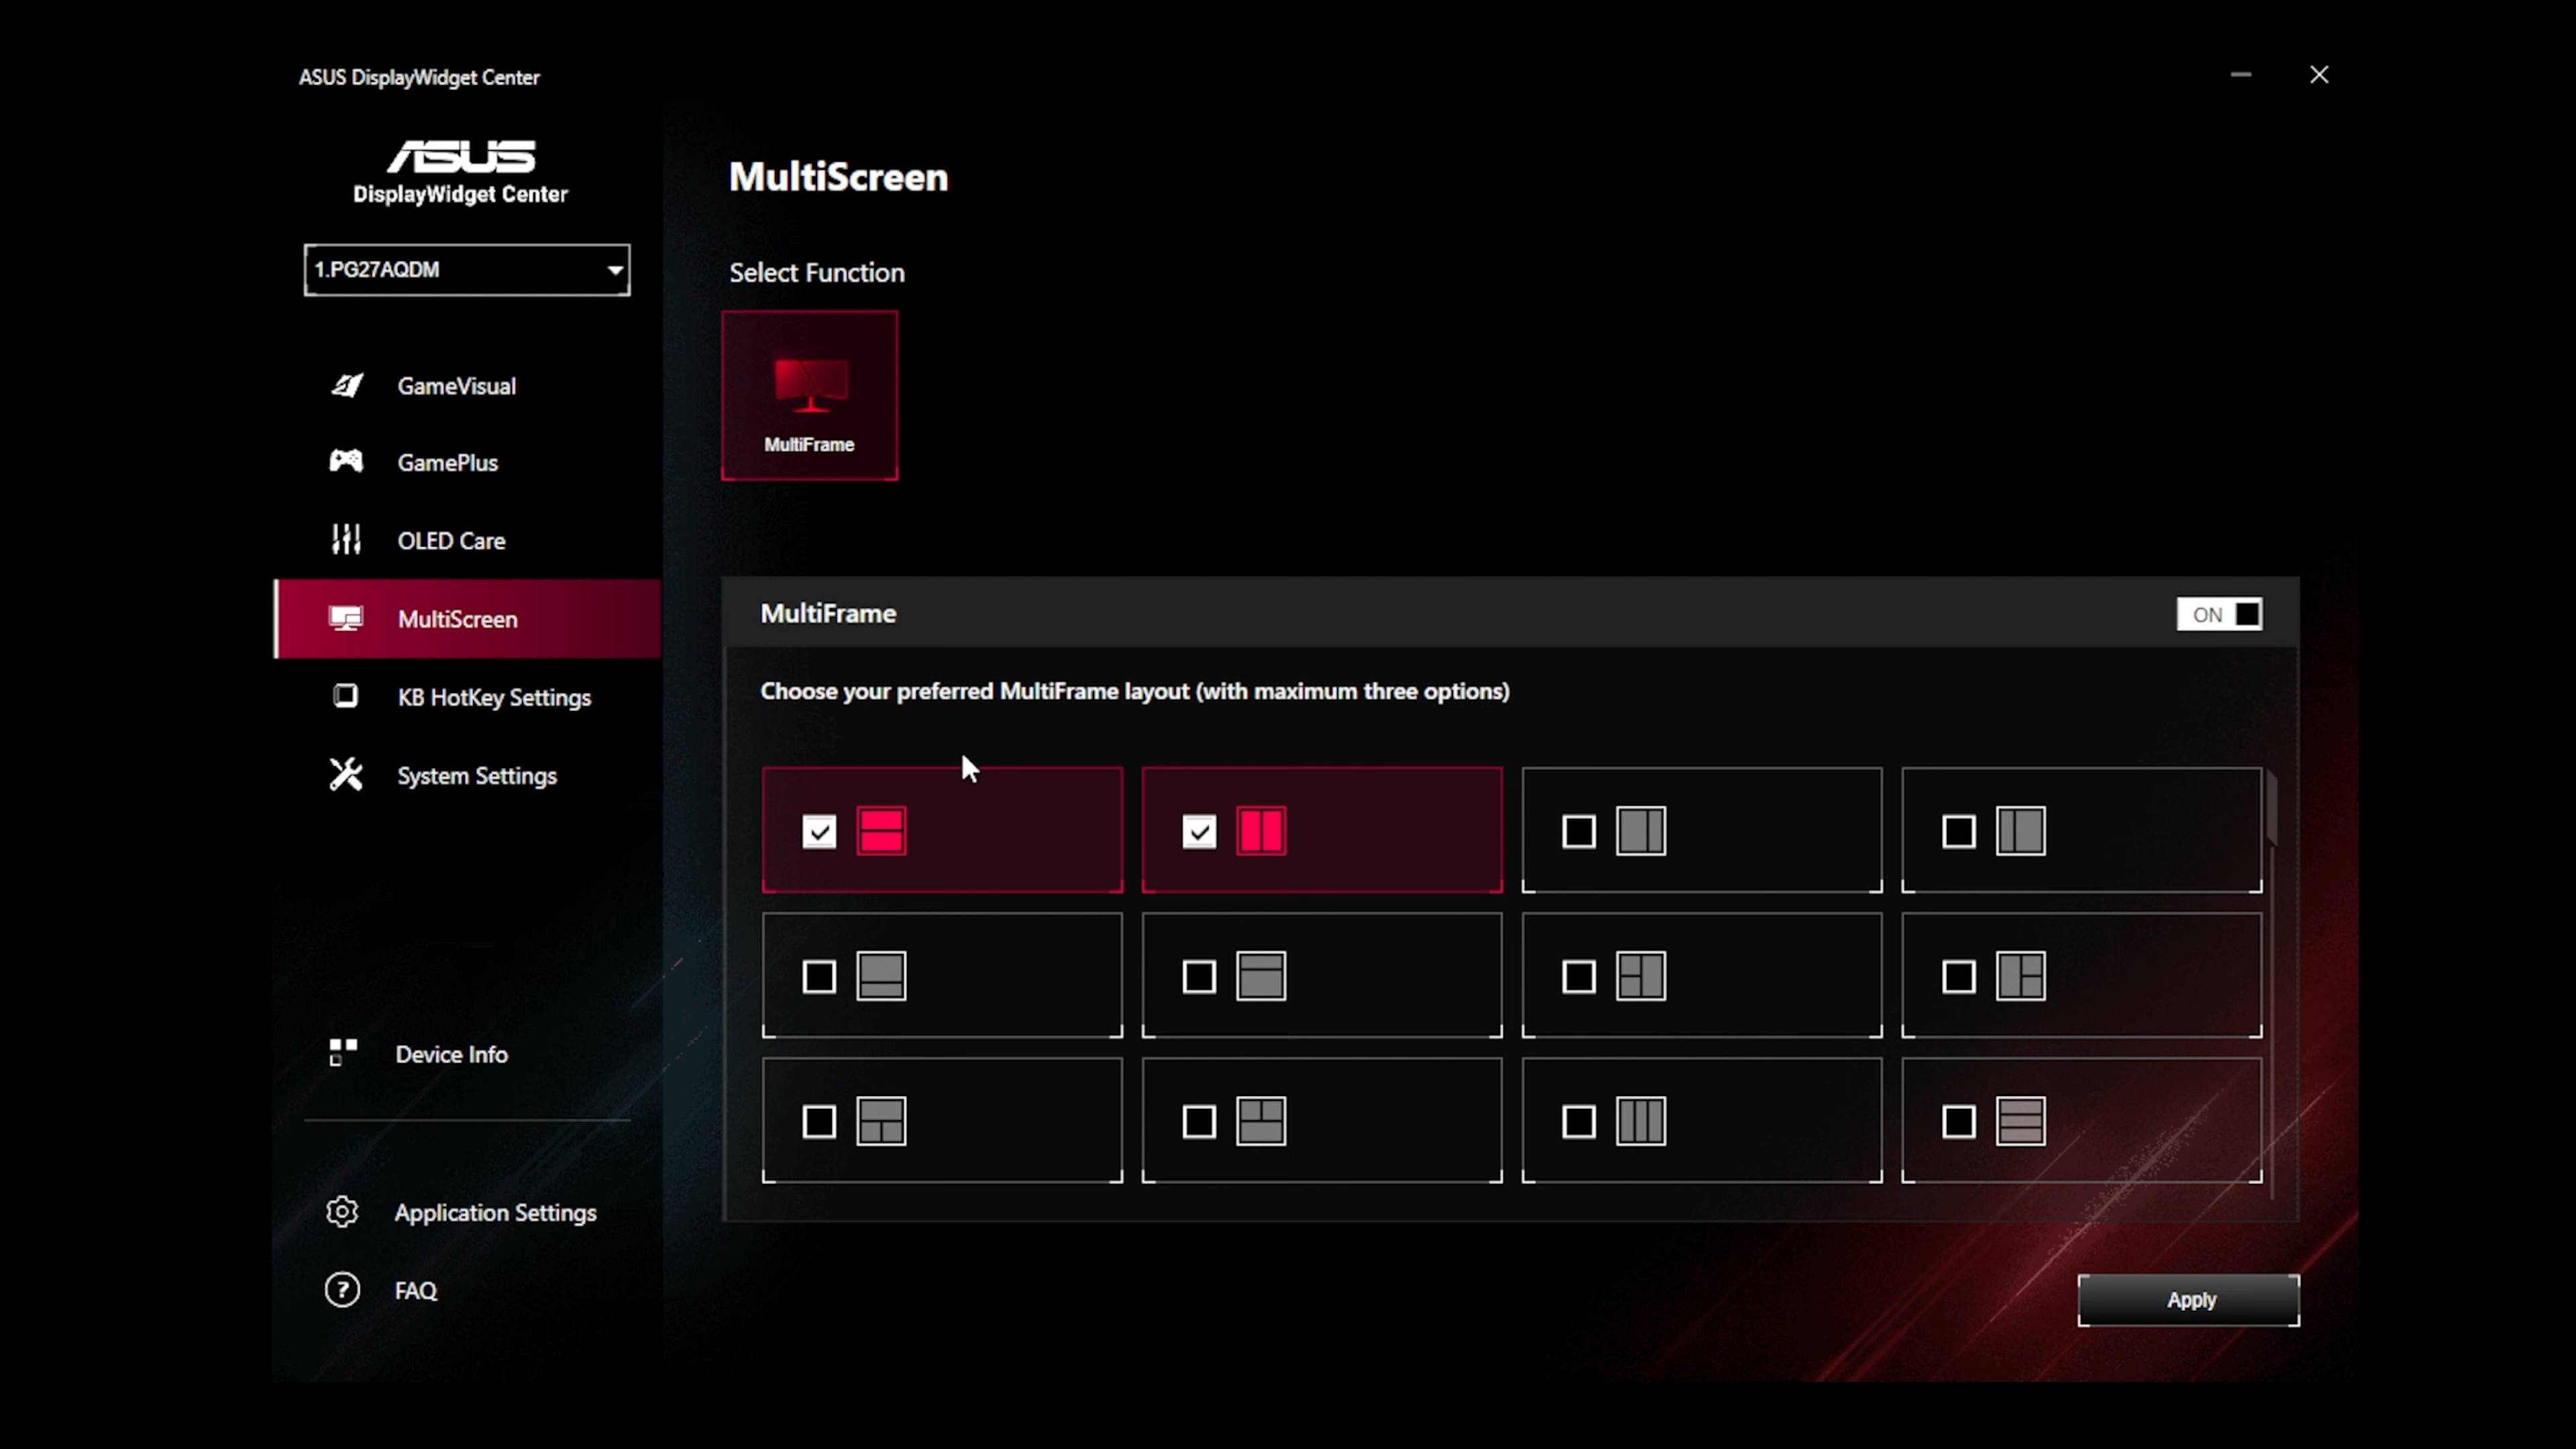 ASUS DisplayWidget Center
ASUS
DisplayWidget Center
1.PG27AQDM
GameVisual
GamePlus
OLED Care
MultiScreen
KB HotKey Settings
System Settings
Device Info
Application Settings
? FAQ
MultiScreen
Select Function
MultiFrame
MultiFrame
ON
Choose your preferred MultiFrame layout (with maximum three options)
Apply